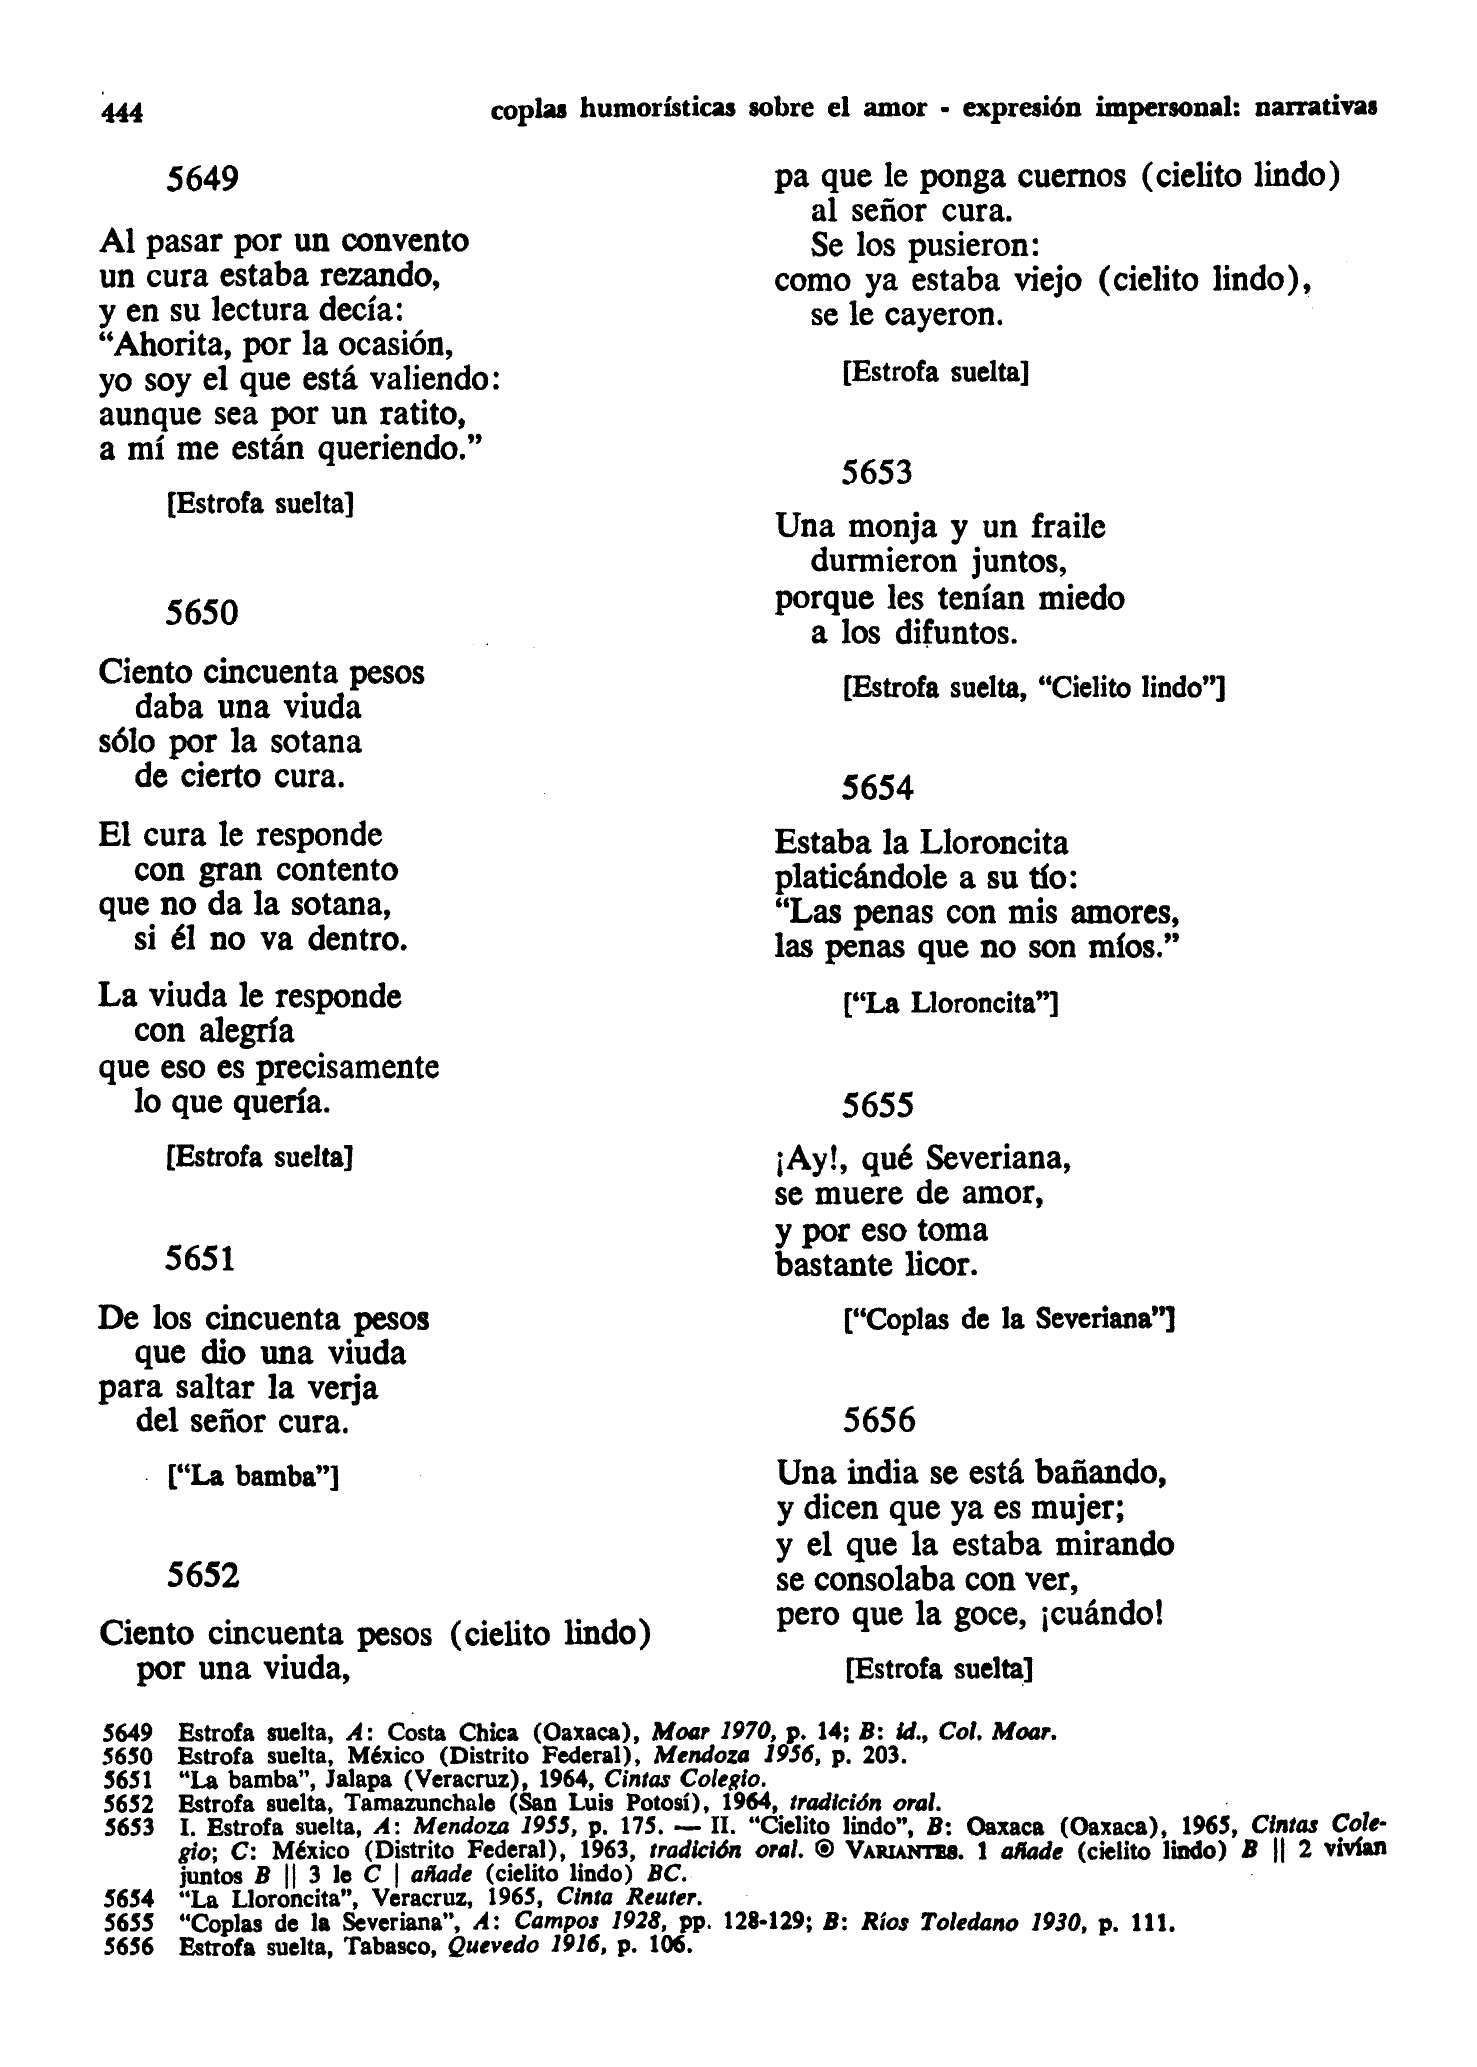 444
coplas humorísticas sobre el amor - expresión impersonal: narrativas
5649
Al pasar por un convento
un cura estaba rezando,
y en su lectura decía:
“Ahorita, por la ocasión,
yo soy el que está valiendo:
aunque sea por un ratito,
a mí me están queriendo.”
[Estrofa suelta]
5650
Ciento cincuenta pesos
daba una viuda
sólo por la sotana
de cierto cura.
El cura le responde
con gran contento
que no da la sotana,
si él no va dentro.
La viuda le responde
con alegría
que eso es precisamente
lo que quería.
[Estrofa suelta]
5651
De los cincuenta pesos
que dio una viuda
para saltar la verja
del señor cura.
[“La bamba”]
5652
Ciento cincuenta pesos (cielito lindo)
por una viuda,
pa que le ponga cuernos (cielito lindo)
al señor cura.
Se los pusieron:
como ya estaba viejo (cielito lindo),
se le cayeron.
[Estrofa suelta]
5653
Una monja y un fraile
durmieron juntos,
porque les tenían miedo
a los difuntos.
[Estrofa suelta, “Cielito lindo”]
5654
Estaba la Lloroncita
platicándole a su tío:
“Las penas con mis amores,
las penas que no son míos.”
[“La Lloroncita”]
5655
¡Ay!, qué Severiana,
se muere de amor,
y por eso toma
bastante licor.
[“Coplas de la Severiana”]
5656
Una india se está bañando,
y dicen que ya es mujer;
y el que la estaba mirando
se consolaba con ver,
pero que la goce, ¡cuándo!
[Estrofa suelta]
5649 Estrofa suelta, A: Costa Chica (Oaxaca), Moar 1970, p. 14; B: id., Col. Moar.
5650 Estrofa suelta, México (Distrito Federal), Mendoza 1956, p. 203.
5651 “La bamba”, Jalapa (Veracruz), 1964, Cintas Colegio.
5652 Estrofa suelta, Tamazunchale (San Luis Potosí), 1964, tradición oral.
5653 I. Estrofa suelta, A: Mendoza 1955, p. 175. — II. “Cielito lindo”, B: Oaxaca (Oaxaca), 1965, Cintas Cole-
gio; C: México (Distrito Federal), 1963, tradición oral. ® VARIANTES. 1 añade (cielito lindo) B || 2 vivían
juntos B || 3 le C | añade (cielito lindo) BC.
5654 “La Lloroncita”, Veracruz, 1965, Cinta Reuter.
5655 “Coplas de la Severiana”, A: Campos 1928, pp. 128-129; B: Ríos Toledano 1930, p. 111.
5656 Estrofa suelta, Tabasco, Quevedo 1916, p. 106.